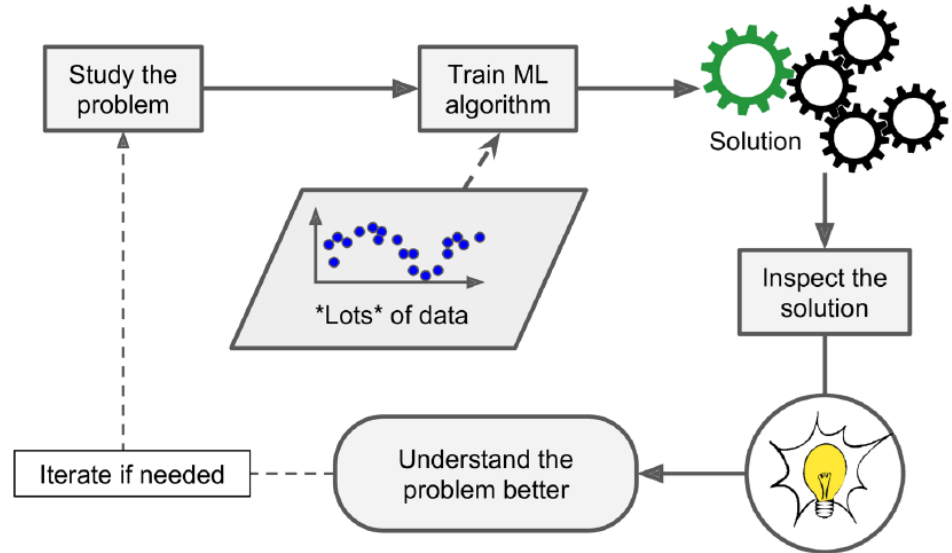 Study the
problem
Train ML
algorithm
Solution
*Lots* of data
Inspect the
solution
Understand the
problem better
Iterate if needed